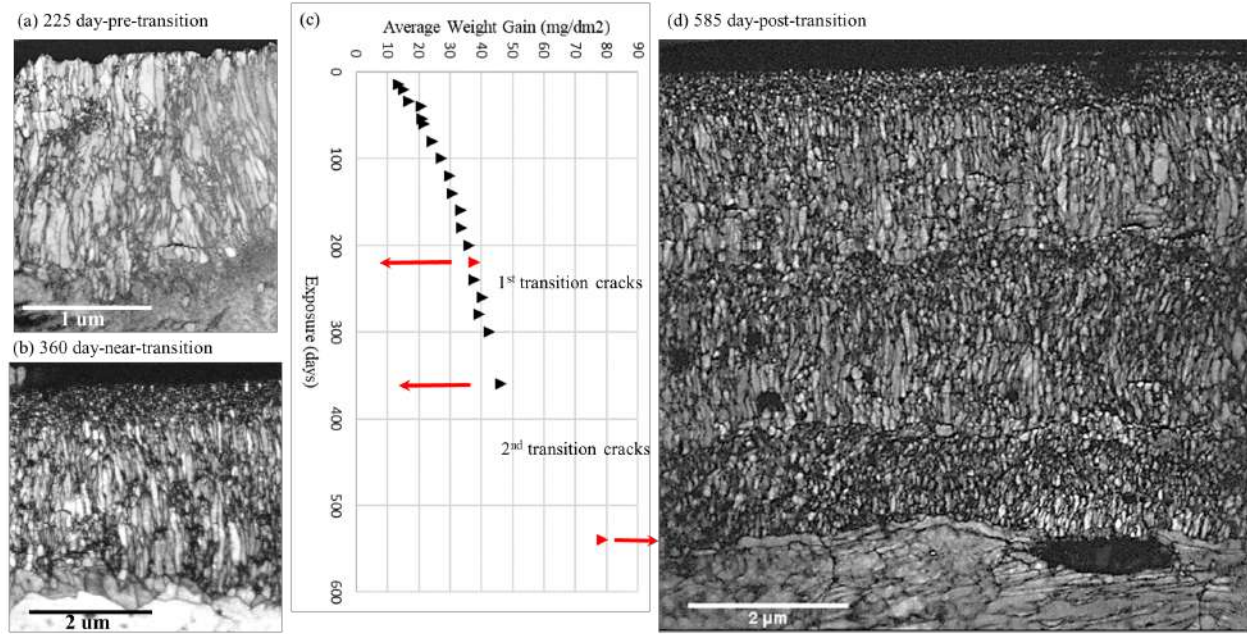 (a) 225 day-pre-transition
1 um
(b) 360 day-near-transition
2 um
(c)
Average Weight Gain (mg/dm2)
0 10 20 30 40 50 60 70 80 90
0
100
200
300
400
500
600
Exposure (days)
1st transition cracks
2nd transition cracks
(d) 585 day-post-transition
2 µm